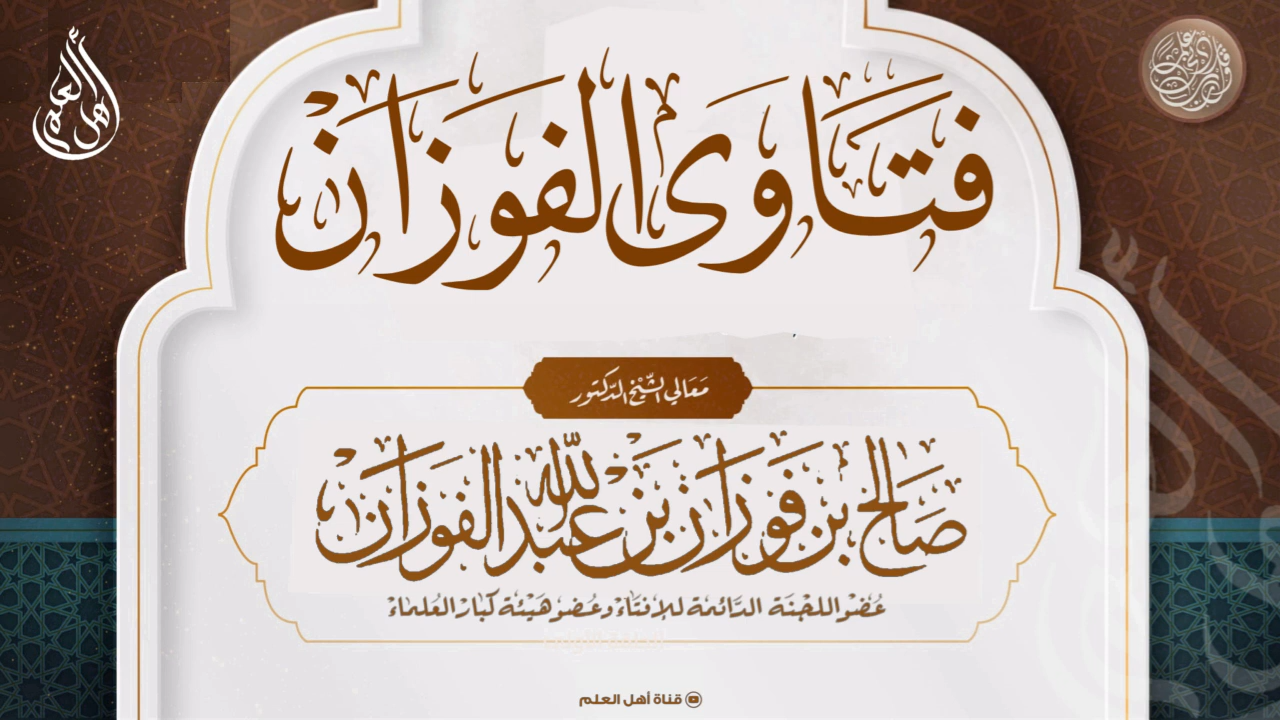 أهل العلم
فتاوى الفوزان
معالي الشيخ الدكتور
صالح بن فوزان بن عبدالله الفوزان
عضو اللجنة الدائمة للإفتاء وعضو هيئة كبار العلماء
قناة أهل العلم